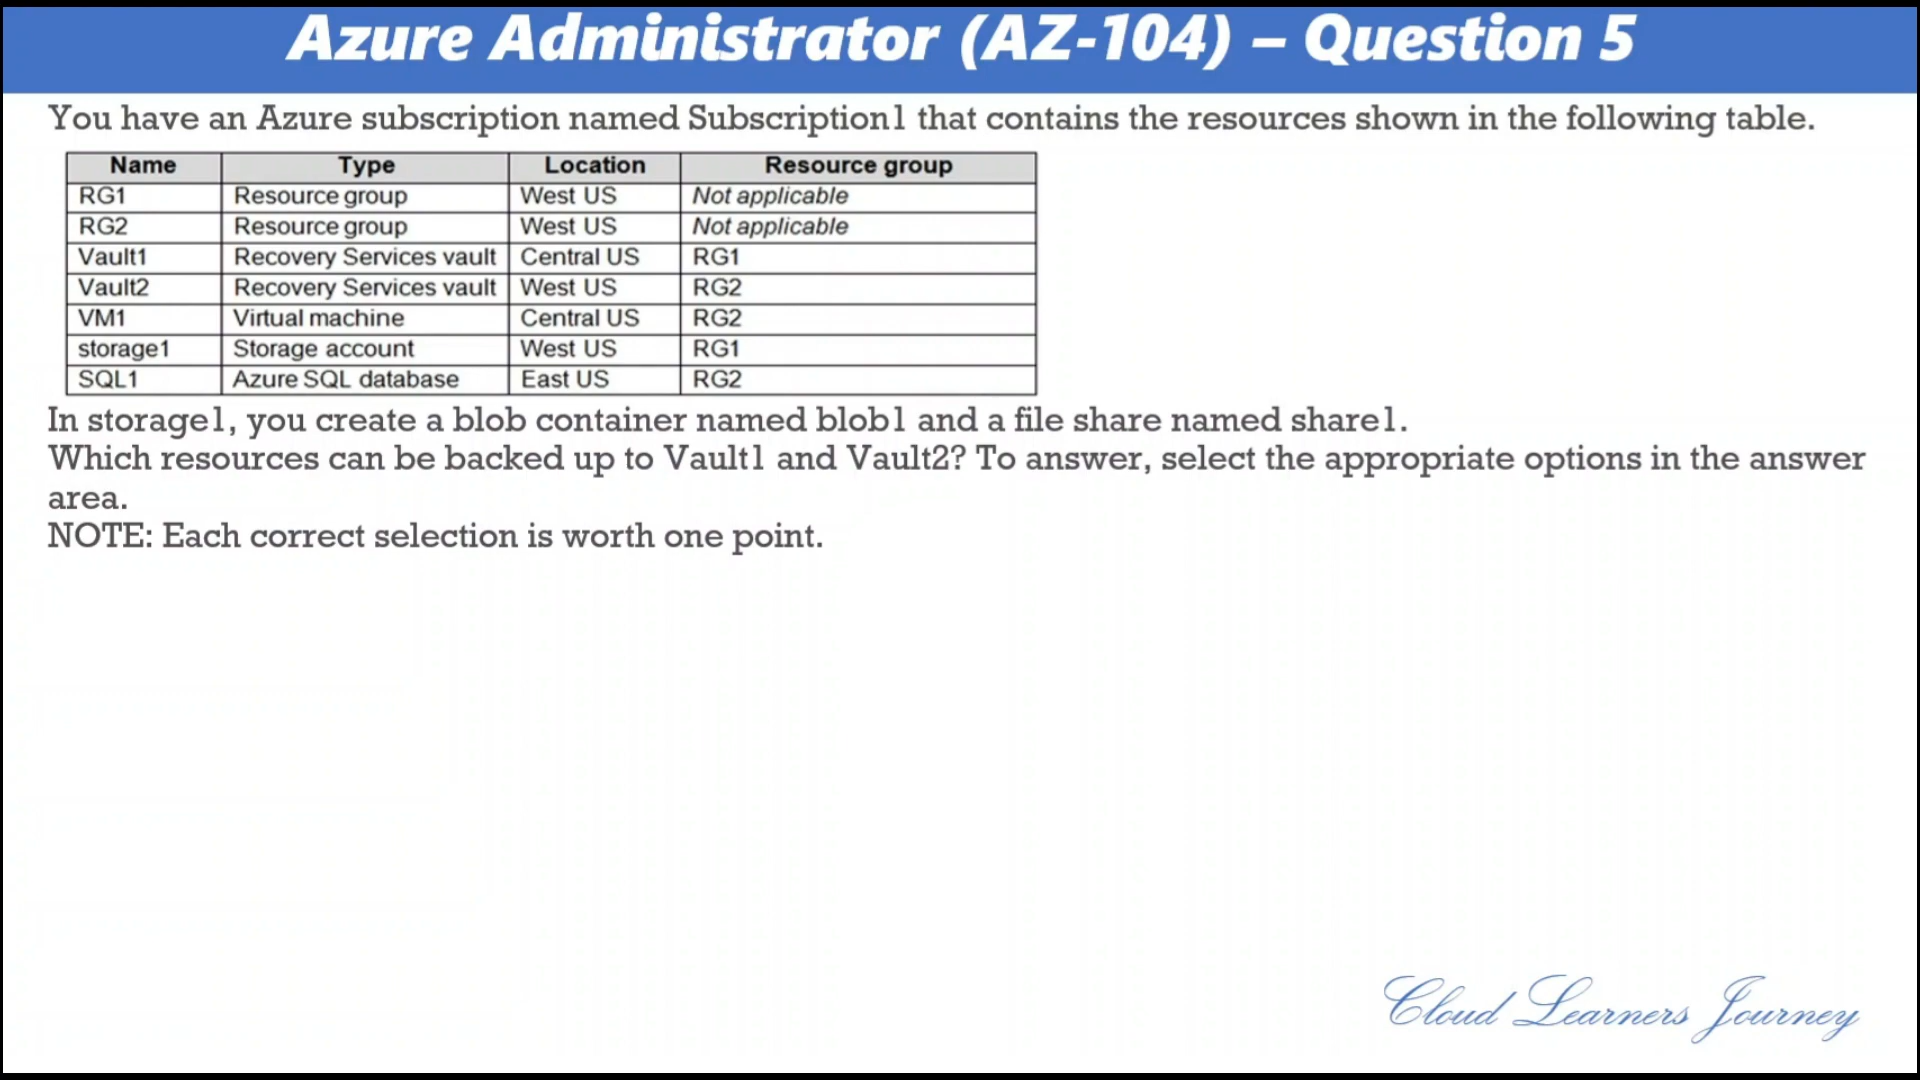 Azure Administrator (AZ-104) – Question 5
You have an Azure subscription named Subscription1 that contains the resources shown in the following table.
Name Type Location Resource group
RG1 Resource group West US Not applicable
RG2 Resource group West US Not applicable
Vault1 Recovery Services vault Central US RG1
Vault2 Recovery Services vault West US RG2
VM1 Virtual machine Central US RG2
storage1 Storage account West US RG1
SQL1 Azure SQL database East US RG2
In storage1, you create a blob container named blob1 and a file share named share1.
Which resources can be backed up to Vault1 and Vault2? To answer, select the appropriate options in the answer
area.
NOTE: Each correct selection is worth one point.
Cloud Learners Journey